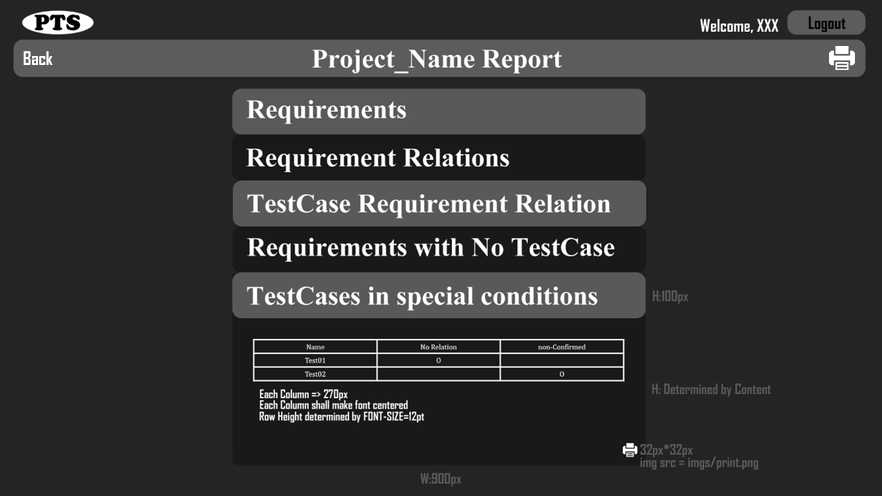 PTS
Welcome, XXX
Logout
Back
Project_Name Report
Requirements
Requirement Relations
TestCase Requirement Relation
Requirements with No TestCase
TestCases in special conditions
H:100px
Name No Relation non-Confirmed
Test01 O
Test02 O
H: Determined by Content
Each Column => 270px
Each Column shall make font centered
Row Height determined by FONT-SIZE=12pt
32px*32px
img src = imgs/print.png
W:900px